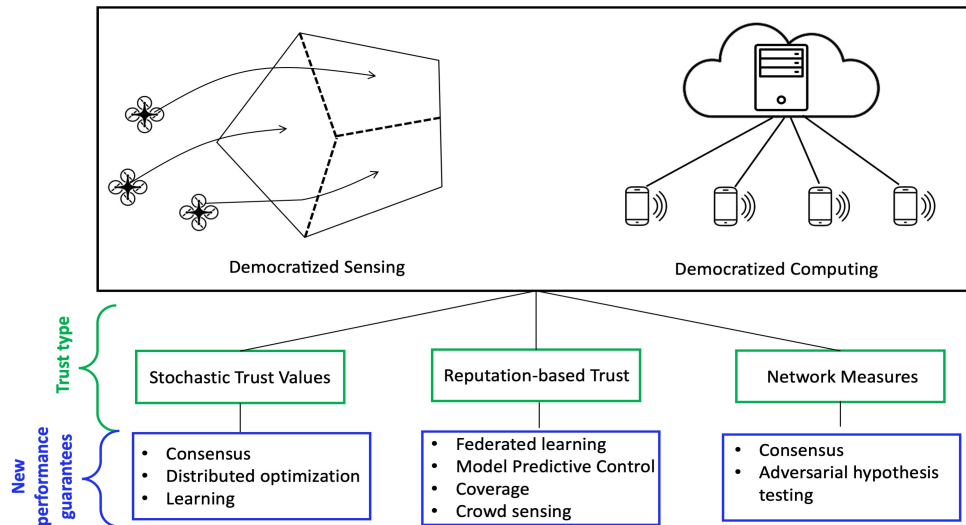 Democratized Sensing
Democratized Computing
Trust type
Stochastic Trust Values
Reputation-based Trust
Network Measures
New
performance
guarantees
• Consensus
• Distributed optimization
• Learning
• Federated learning
• Model Predictive Control
• Coverage
• Crowd sensing
• Consensus
• Adversarial hypothesis
testing